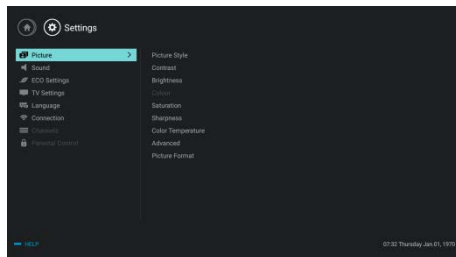 Settings
Picture
Sound
ECO Settings
TV Settings
Language
Connection
Channels
Parental Control
Picture Style
Contrast
Brightness
Colour
Saturation
Sharpness
Color Temperature
Advanced
Picture Format
HELP
07:32 Thursday Jan.01, 1970